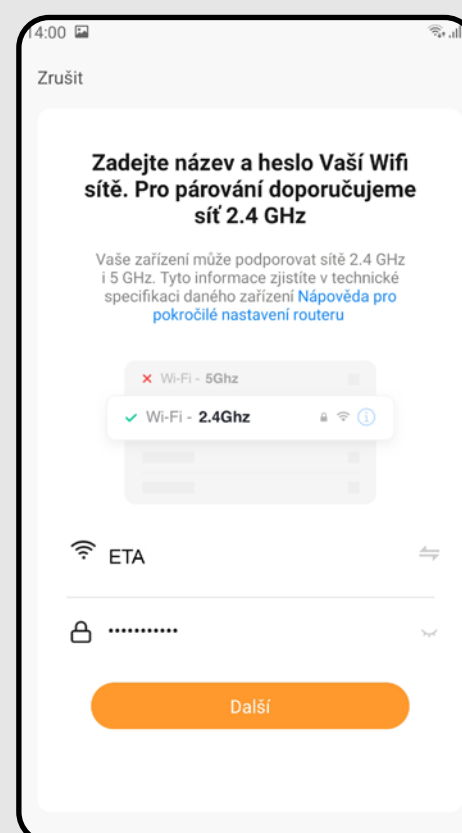 14:00
Zrušit
Zadejte název a heslo Vaší Wifi
sítě. Pro párování doporučujeme
síť 2.4 GHz
Vaše zařízení může podporovat sítě 2.4 GHz
i 5 GHz. Tyto informace zjistíte v technické
specifikaci daného zařízení Nápověda pro
pokročilé nastavení routeru
Wi-Fi - 5Ghz
Wi-Fi - 2.4Ghz
ETA
•••••••••••
Další